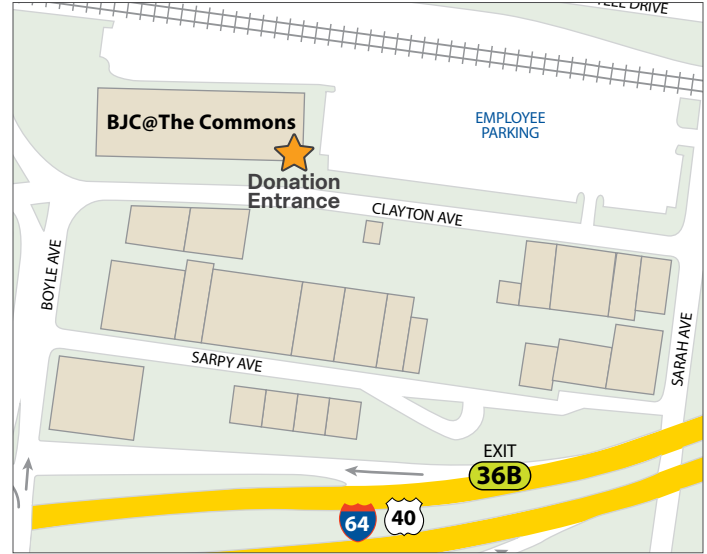 DRIVE
BJC@The Commons
EMPLOYEE
PARKING
Donation
Entrance
CLAYTON AVE
BOYLE AVE
SARPY AVE
SARAH AVE
EXIT
36B
64
40